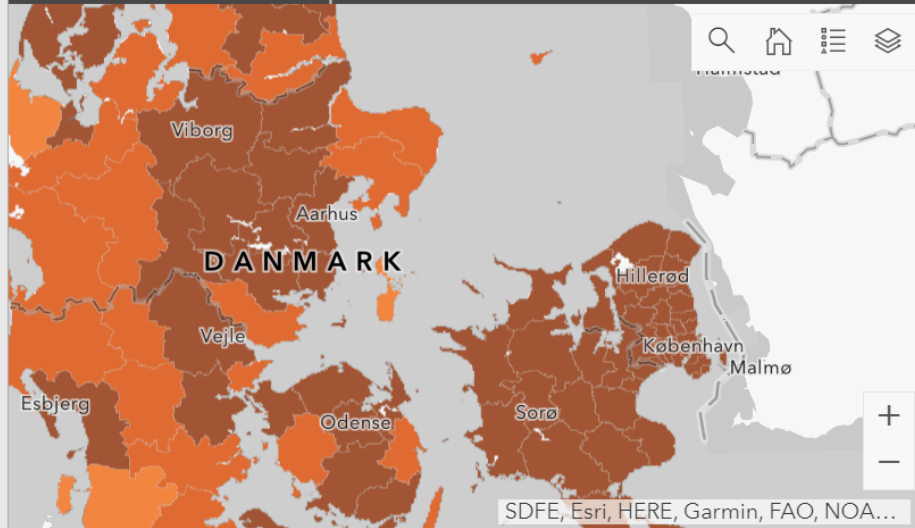 Halmstad
Viborg
Aarhus
DANMARK
Hillerød
Vejle
København
Malmø
Esbjerg
Sorø
Odense
SDFE, Esri, HERE, Garmin, FAO, NOA...